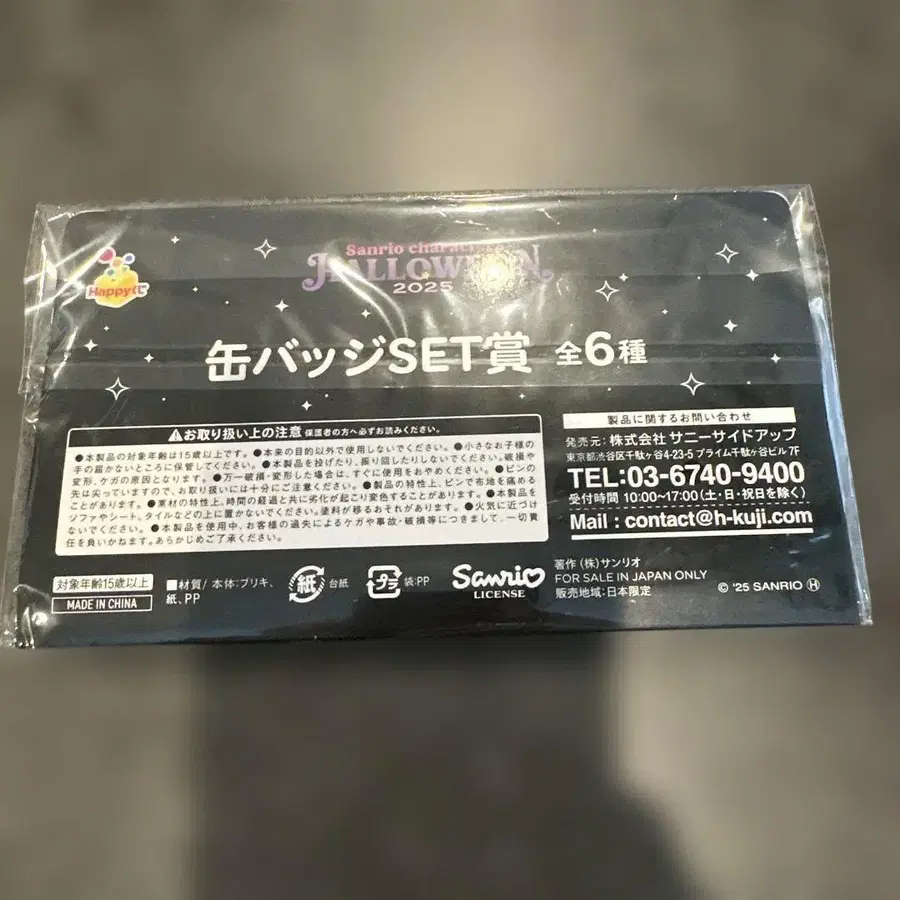 Sanrio characters
HALLOWEEN
2025
Happyくじ
缶バッジSET賞 全6種
⚠お取り扱い上の注意 保護者の方へ必ずお読みください。
●本製品の対象年齢は15歳以上です。●本来の目的以外で使用しないでください。●小さなお子様の
手の届かないところに保管してください。●本製品を投げたり、振り回したりしないでください。破損や
変形、ケガの原因となります。●万一破損・変形した場合は、すぐに使用をおやめください。●ピンの
先は尖っていますので、お取り扱いには十分にご注意ください。●製品の特性上、ピンで布地を痛める
ことがあります。●素材の特性上、時間の経過と共に劣化が起こり変色することがあります。●本製品を
ソファやシート、タイルなどの上に置かないでください。塗料が移るおそれがあります。●火気に近づけ
ないでください。●本製品を使用中、お客様の過失によるケガや事故・破損等につきまして、一切責
任を負いかねます。あらかじめご了承ください。
製品に関するお問い合わせ
発売元:株式会社 サニーサイドアップ
東京都渋谷区千駄ヶ谷4-23-5 プライム千駄ヶ谷ビル 7F
TEL:03-6740-9400
受付時間 10:00~17:00(土・日・祝日を除く)
Mail : contact@h-kuji.com
対象年齢15歳以上
MADE IN CHINA
■材質/ 本体:ブリキ、
紙、PP
紙 台紙
プラ 袋:PP
Sanrio
LICENSE
著作(株)サンリオ
FOR SALE IN JAPAN ONLY
販売地域:日本限定
© '25 SANRIO Ⓗ